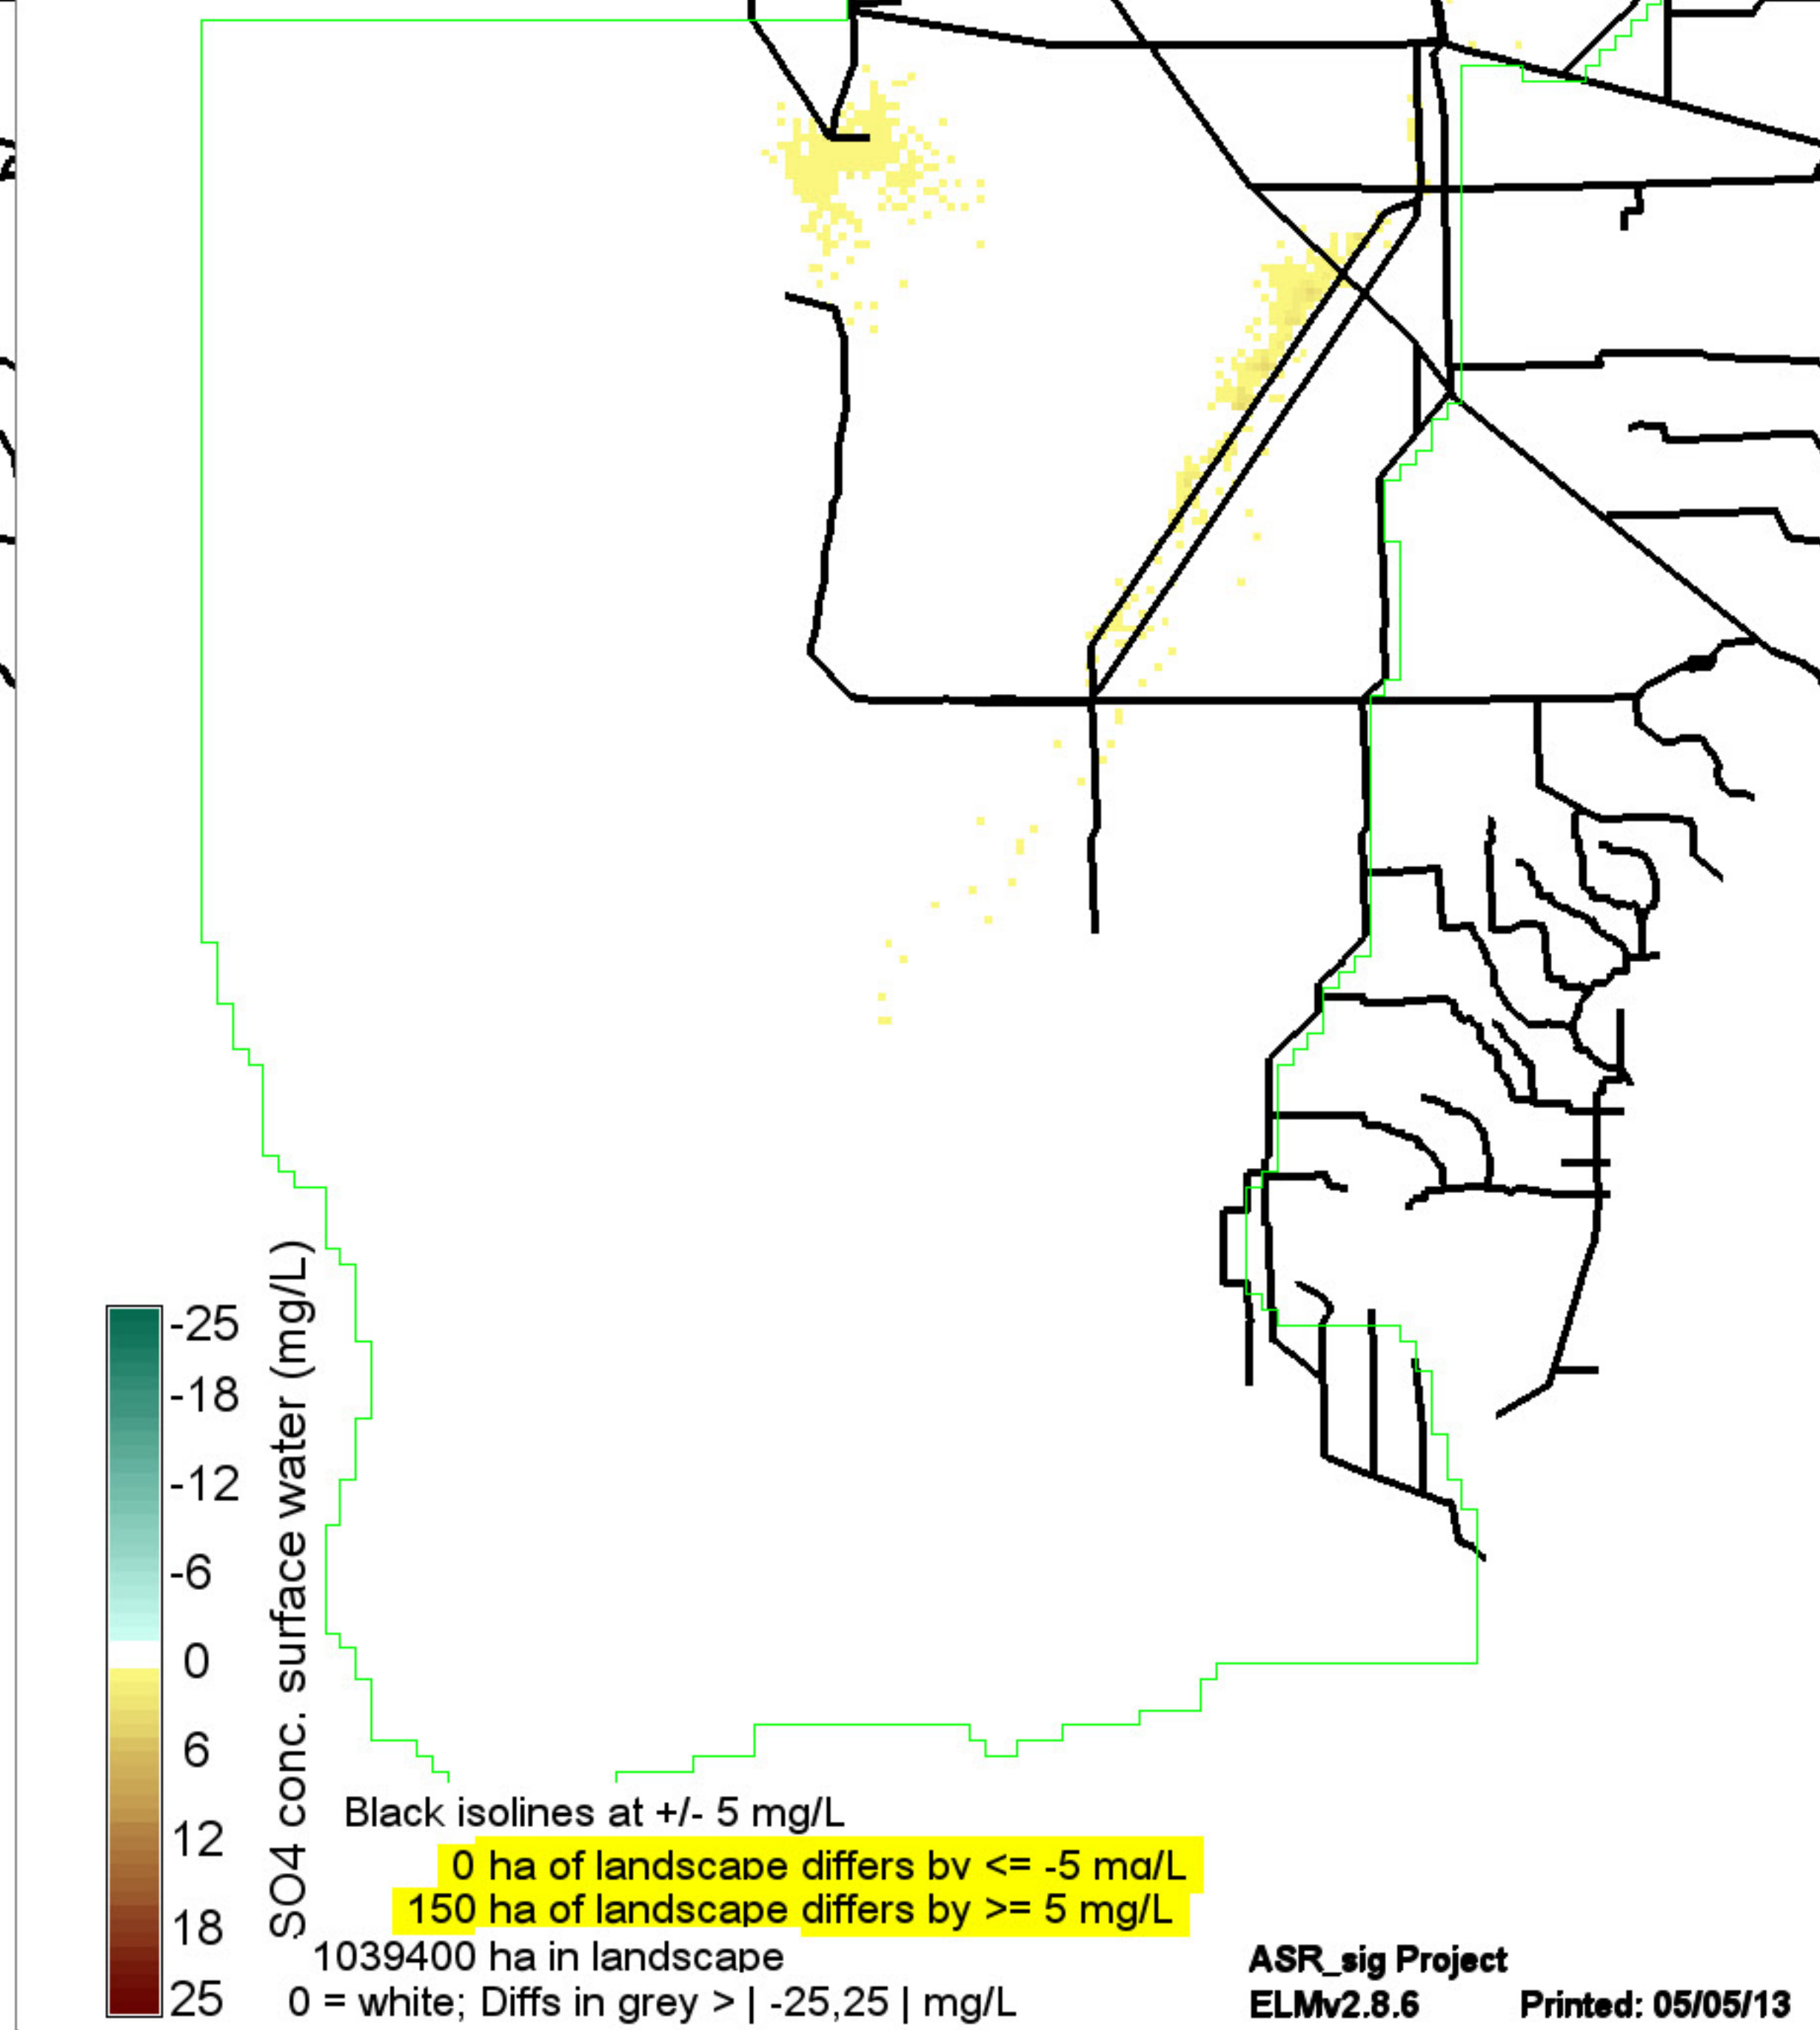 -25
-18
-12
-6
0
6
12
18
25
SO4 conc. surface water (mg/L)
Black isolines at +/- 5 mg/L
0 ha of landscape differs by <= -5 mg/L
150 ha of landscape differs by >= 5 mg/L
1039400 ha in landscape
0 = white; Diffs in grey > | -25,25 | mg/L
ASR_sig Project
ELMv2.8.6 Printed: 05/05/13